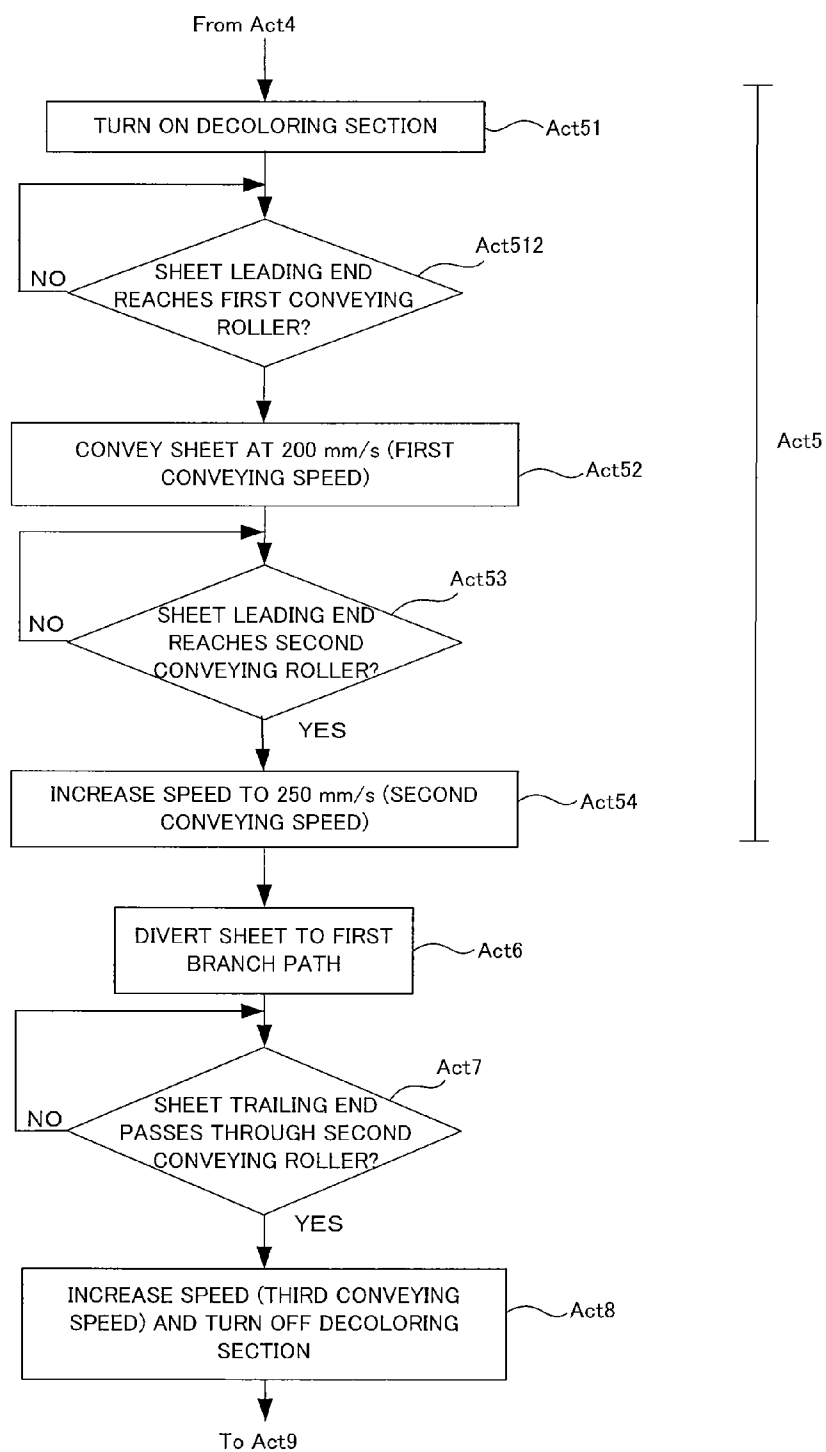 From Act4
TURN ON DECOLORING SECTION
Act51
Act512
NO
SHEET LEADING END
REACHES FIRST CONVEYING
ROLLER?
Act5
CONVEY SHEET AT 200 mm/s (FIRST
CONVEYING SPEED)
Act52
Act53
NO
SHEET LEADING END
REACHES SECOND
CONVEYING ROLLER?
YES
INCREASE SPEED TO 250 mm/s (SECOND
CONVEYING SPEED)
Act54
DIVERT SHEET TO FIRST
BRANCH PATH
Act6
Act7
NO
SHEET TRAILING END
PASSES THROUGH SECOND
CONVEYING ROLLER?
YES
INCREASE SPEED (THIRD CONVEYING
SPEED) AND TURN OFF DECOLORING
SECTION
Act8
To Act9